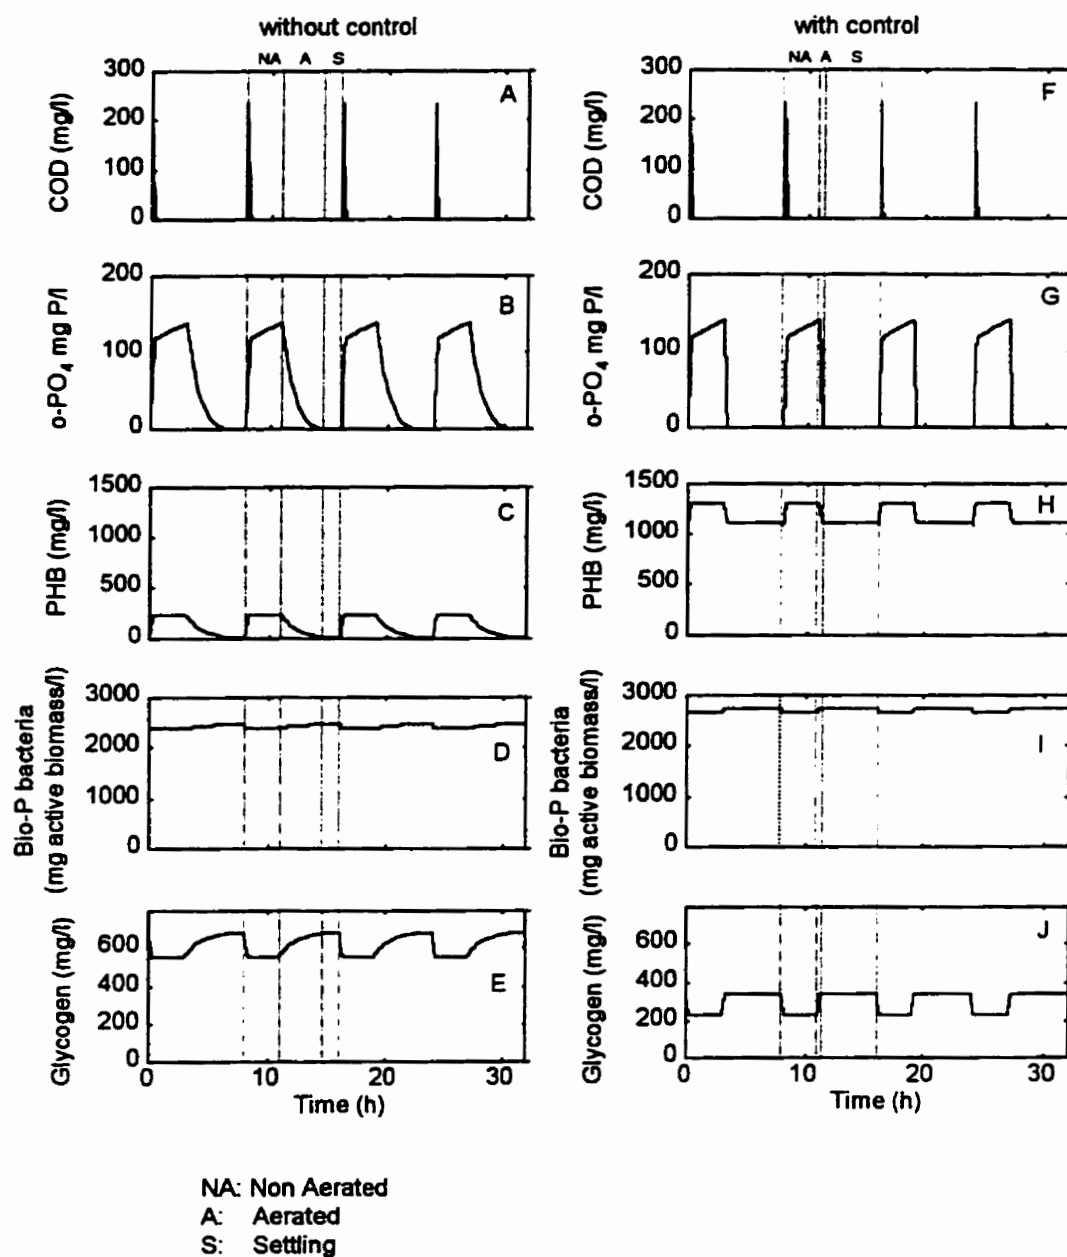 without control
NA A S
300
200
100
0
COD (mg/l)
A
200
100
0
o-PO4 mg P/l
B
1500
1000
500
0
PHB (mg/l)
C
3000
2000
1000
0
Bio-P bacteria
(mg active biomass/l)
D
600
400
200
0
Glycogen (mg/l)
E
0 10 20 30
Time (h)
with control
NA A S
300
200
100
0
COD (mg/l)
F
200
100
0
o-PO4 mg P/l
G
1500
1000
500
0
PHB (mg/l)
H
3000
2000
1000
0
Bio-P bacteria
(mg active biomass/l)
I
600
400
200
0
Glycogen (mg/l)
J
0 10 20 30
Time (h)
NA: Non Aerated
A: Aerated
S: Settling